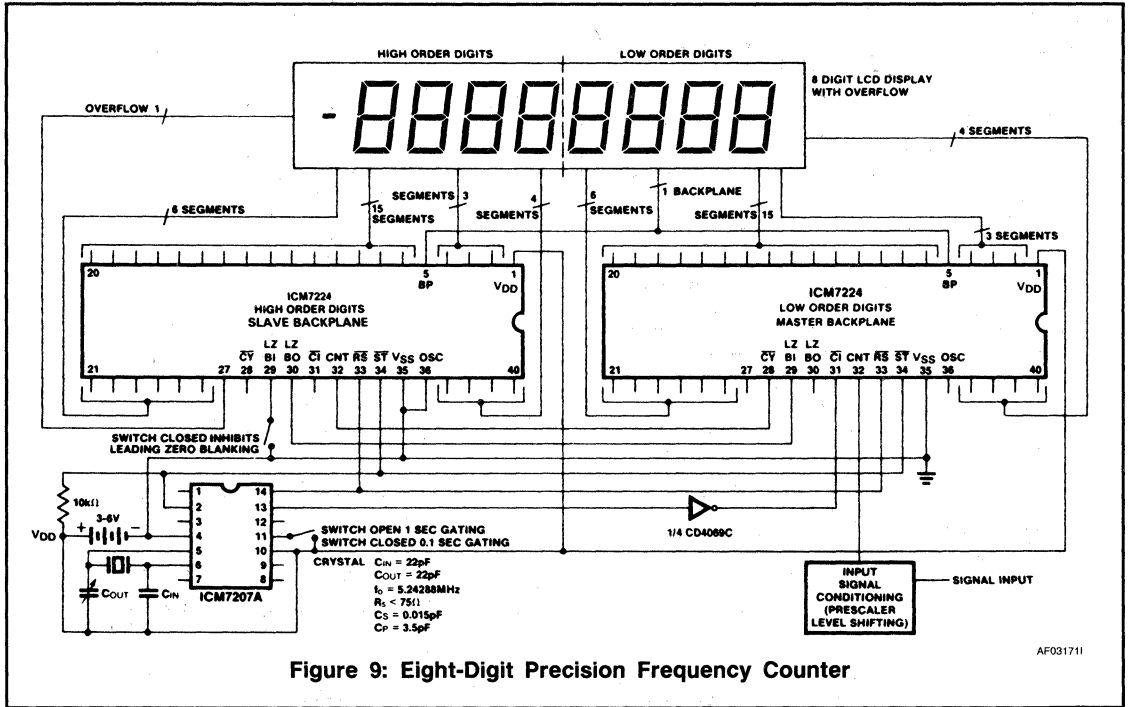 HIGH ORDER DIGITS
LOW ORDER DIGITS
8 DIGIT LCD DISPLAY
WITH OVERFLOW
OVERFLOW 1
-
8 8 8 8 8 8 8 8
4 SEGMENTS
6 SEGMENTS
15
SEGMENTS
SEGMENTS 3
4
SEGMENTS
6
SEGMENTS
1 BACKPLANE
SEGMENTS 15
3 SEGMENTS
20
5
BP
1
VDD
ICM7224
HIGH ORDER DIGITS
SLAVE BACKPLANE
LZ LZ
CY BI BO CI CNT RS ST VSS OSC
21 27 28 29 30 31 32 33 34 35 36 40
20
5
BP
1
VDD
ICM7224
LOW ORDER DIGITS
MASTER BACKPLANE
LZ LZ
CY BI BO CI CNT RS ST VSS OSC
21 27 28 29 30 31 32 33 34 35 36 40
SWITCH CLOSED INHIBITS
LEADING ZERO BLANKING
10kΩ
3-6V
+ −
VDD
COUT
CIN
1 14
2 13
3 12
4 11
5 10
6 9
7 8
ICM7207A
SWITCH OPEN 1 SEC GATING
SWITCH CLOSED 0.1 SEC GATING
CRYSTAL CIN = 22pF
COUT = 22pF
fo = 5.24288MHz
RS < 75Ω
CS = 0.015pF
CP = 3.5pF
1/4 CD4069C
INPUT
SIGNAL
CONDITIONING
(PRESCALER
LEVEL SHIFTING)
SIGNAL INPUT
AF03171I
Figure 9: Eight-Digit Precision Frequency Counter